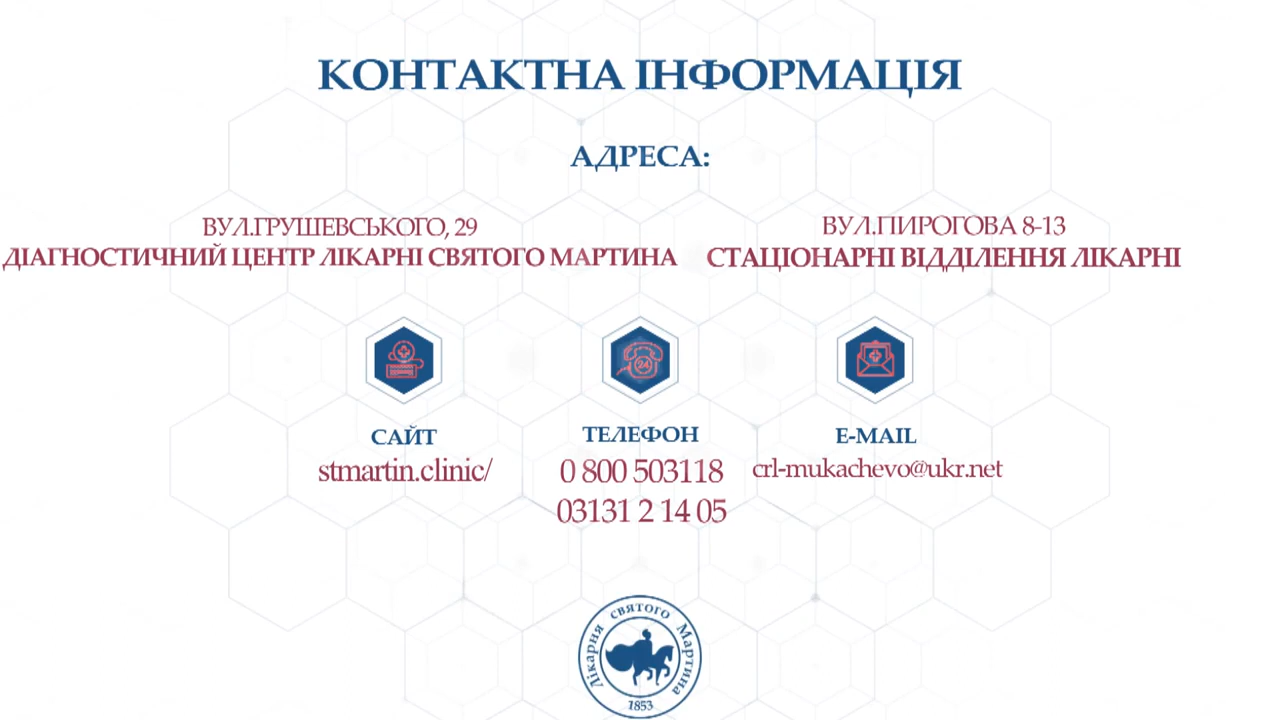 КОНТАКТНА ІНФОРМАЦІЯ
АДРЕСА:
ВУЛ.ГРУШЕВСЬКОГО, 29
ДІАГНОСТИЧНИЙ ЦЕНТР ЛІКАРНІ СВЯТОГО МАРТИНА
ВУЛ.ПИРОГОВА 8-13
СТАЦІОНАРНІ ВІДДІЛЕННЯ ЛІКАРНІ
24
САЙТ
stmartin.clinic/
ТЕЛЕФОН
0 800 503118
03131 2 14 05
E-MAIL
crl-mukachevo@ukr.net
Лікарня святого Мартина
1853